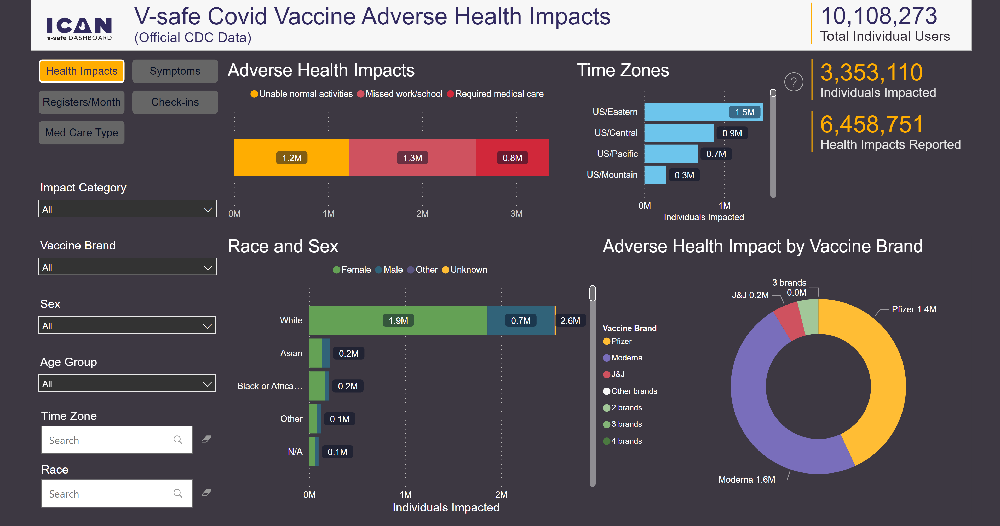 ICAN
v-safe DASHBOARD
V-safe Covid Vaccine Adverse Health Impacts
(Official CDC Data)
10,108,273
Total Individual Users
Health Impacts
Symptoms
Registers/Month
Check-ins
Med Care Type
Impact Category
All
Vaccine Brand
All
Sex
All
Age Group
All
Time Zone
Search
Race
Search
Adverse Health Impacts
Unable normal activities Missed work/school Required medical care
1.2M 1.3M 0.8M
0M 1M 2M 3M
Time Zones
US/Eastern 1.5M
US/Central 0.9M
US/Pacific 0.7M
US/Mountain 0.3M
0M 1M
Individuals Impacted
?
3,353,110
Individuals Impacted
6,458,751
Health Impacts Reported
Race and Sex
Female Male Other Unknown
White 1.9M 0.7M 2.6M
Asian 0.2M
Black or Africa... 0.2M
Other 0.1M
N/A 0.1M
0M 1M 2M
Individuals Impacted
Adverse Health Impact by Vaccine Brand
Vaccine Brand
Pfizer
Moderna
J&J
Other brands
2 brands
3 brands
4 brands
3 brands
0.0M
J&J 0.2M
Pfizer 1.4M
Moderna 1.6M